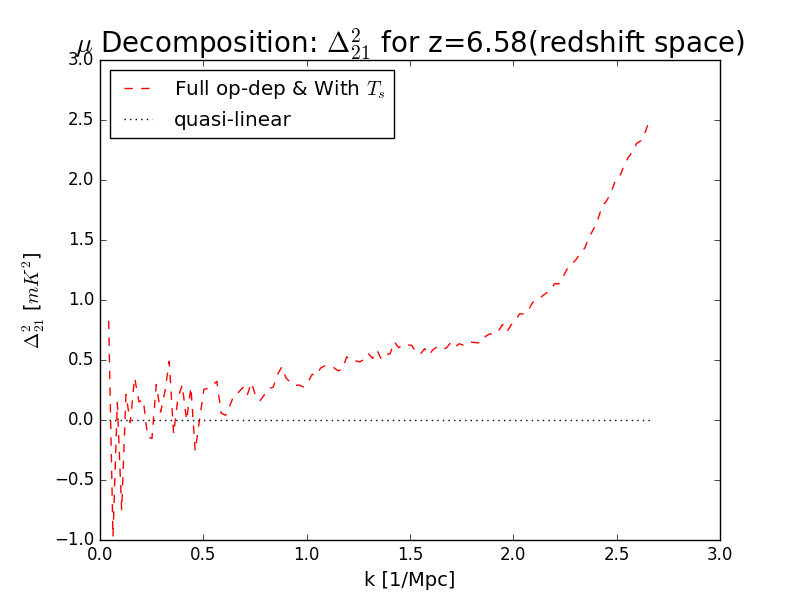 μ Decomposition: Δ²₂₁ for z=6.58(redshift space)
Full op-dep & With Tₛ
quasi-linear
3.0
2.5
2.0
1.5
1.0
0.5
0.0
−0.5
−1.0
Δ²₂₁ [mK²]
0.0 0.5 1.0 1.5 2.0 2.5 3.0
k [1/Mpc]